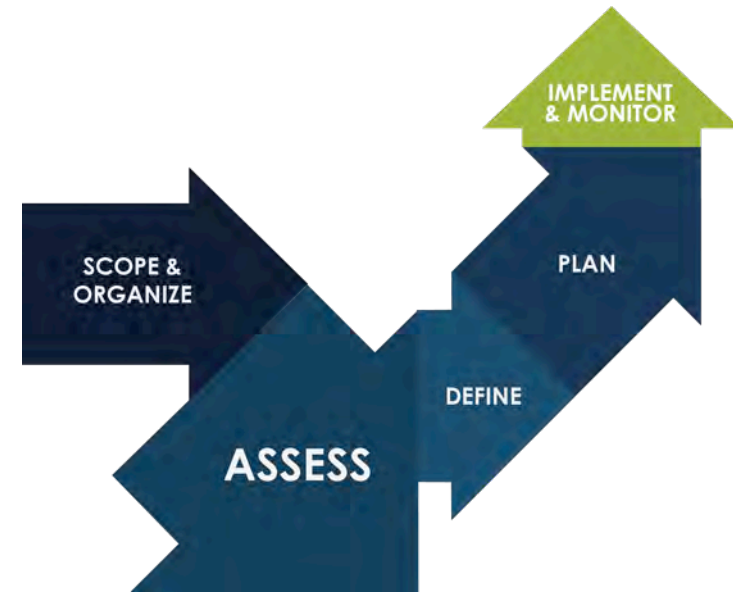 SCOPE &
ORGANIZE
ASSESS
DEFINE
PLAN
IMPLEMENT
& MONITOR